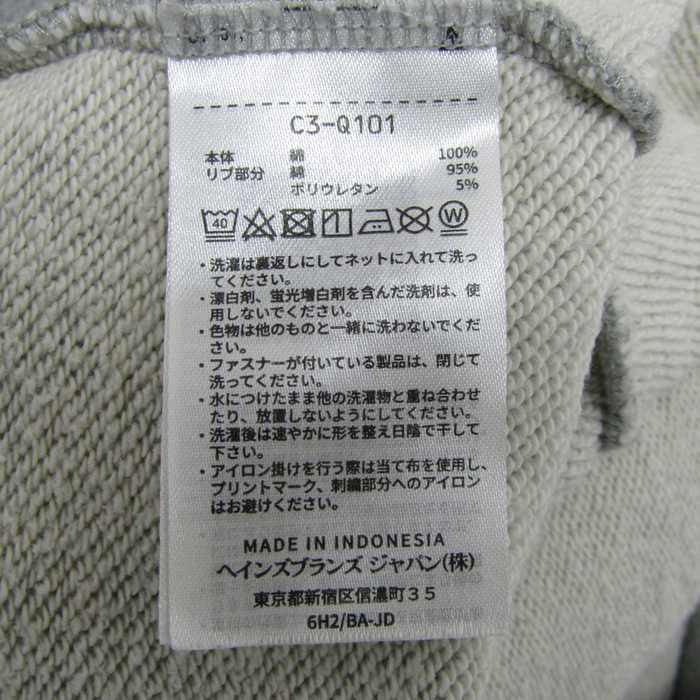 C3-Q101
本体 綿 100%
リブ部分 綿 95%
ポリウレタン 5%
40
W
・洗濯は裏返しにしてネットに入れて洗っ
てください。
・漂白剤、蛍光増白剤を含んだ洗剤は、使
用しないでください。
・色物は他のものと一緒に洗わないでくだ
さい。
・ファスナーが付いている製品は、閉じて
洗ってください。
・水につけたまま他の洗濯物と重ね合わせ
たり、放置しないようにしてください。
・洗濯後は速やかに形を整え日陰で干して
下さい。
・アイロン掛けを行う際は当て布を使用し、
プリントマーク、刺繍部分へのアイロン
はお避けください。
MADE IN INDONESIA
ヘインズブランズ ジャパン(株)
東京都新宿区信濃町35
6H2/BA-JD